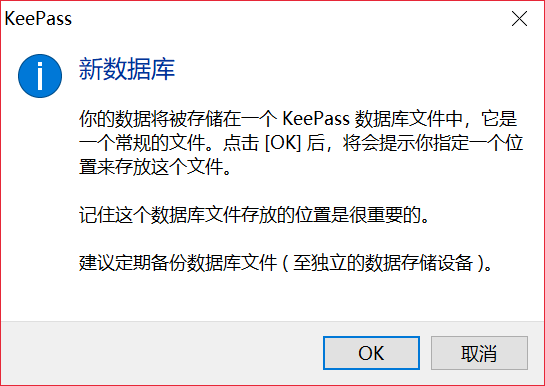 KeePass
新数据库
你的数据将被存储在一个 KeePass 数据库文件中，它是
一个常规的文件。点击 [OK] 后，将会提示你指定一个位
置来存放这个文件。
记住这个数据库文件存放的位置是很重要的。
建议定期备份数据库文件 ( 至独立的数据存储设备 )。
OK
取消